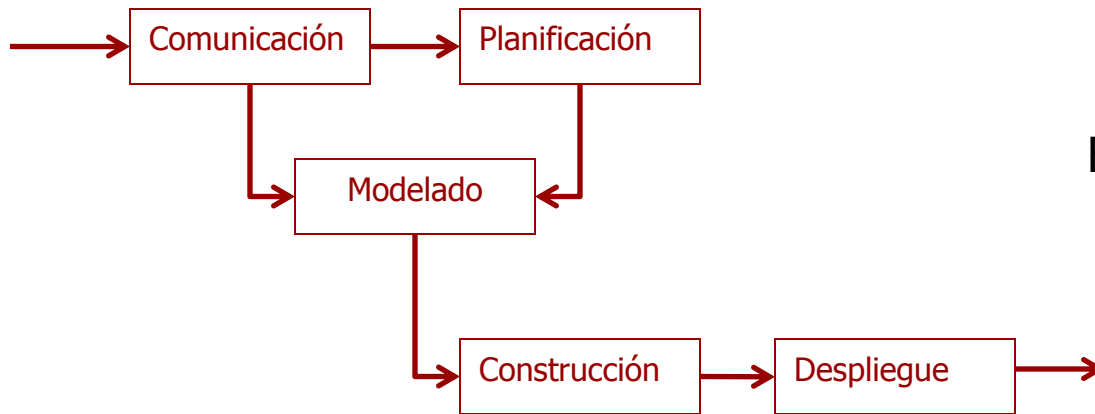 Comunicación
Planificación
Modelado
Construcción
Despliegue